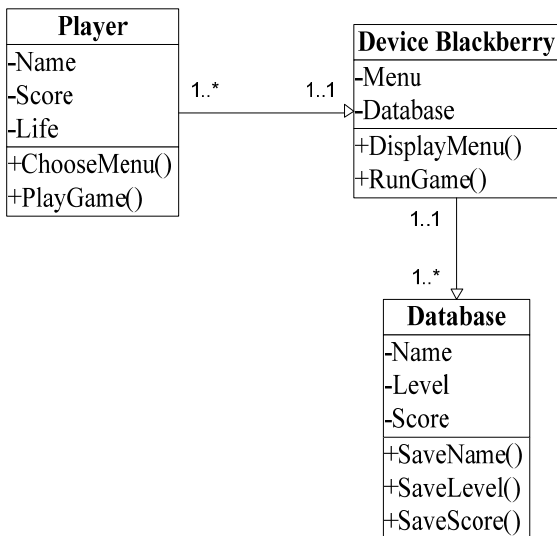 Player
-Name
-Score
-Life
+ChooseMenu()
+PlayGame()
1..*
1..1
Device Blackberry
-Menu
-Database
+DisplayMenu()
+RunGame()
1..1
1..*
Database
-Name
-Level
-Score
+SaveName()
+SaveLevel()
+SaveScore()